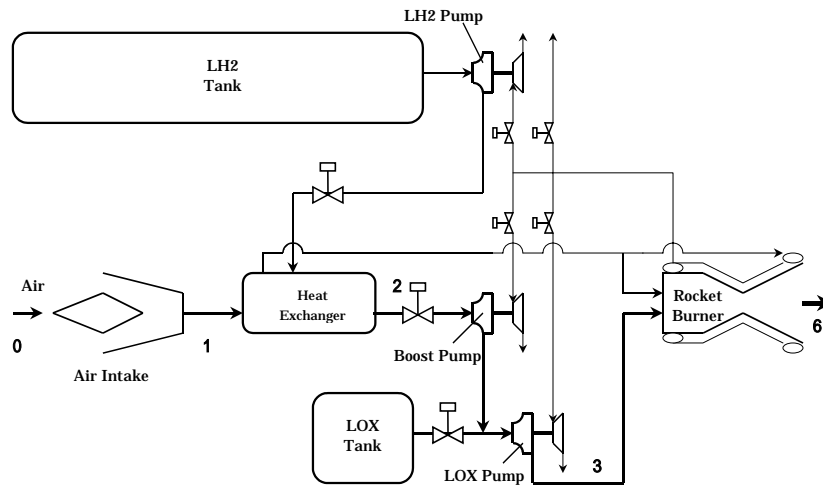 LH2 Pump
LH2
Tank
2
Air
Heat
Exchanger
Rocket
Burner
0
1
6
Air Intake
Boost Pump
LOX
Tank
LOX Pump
3